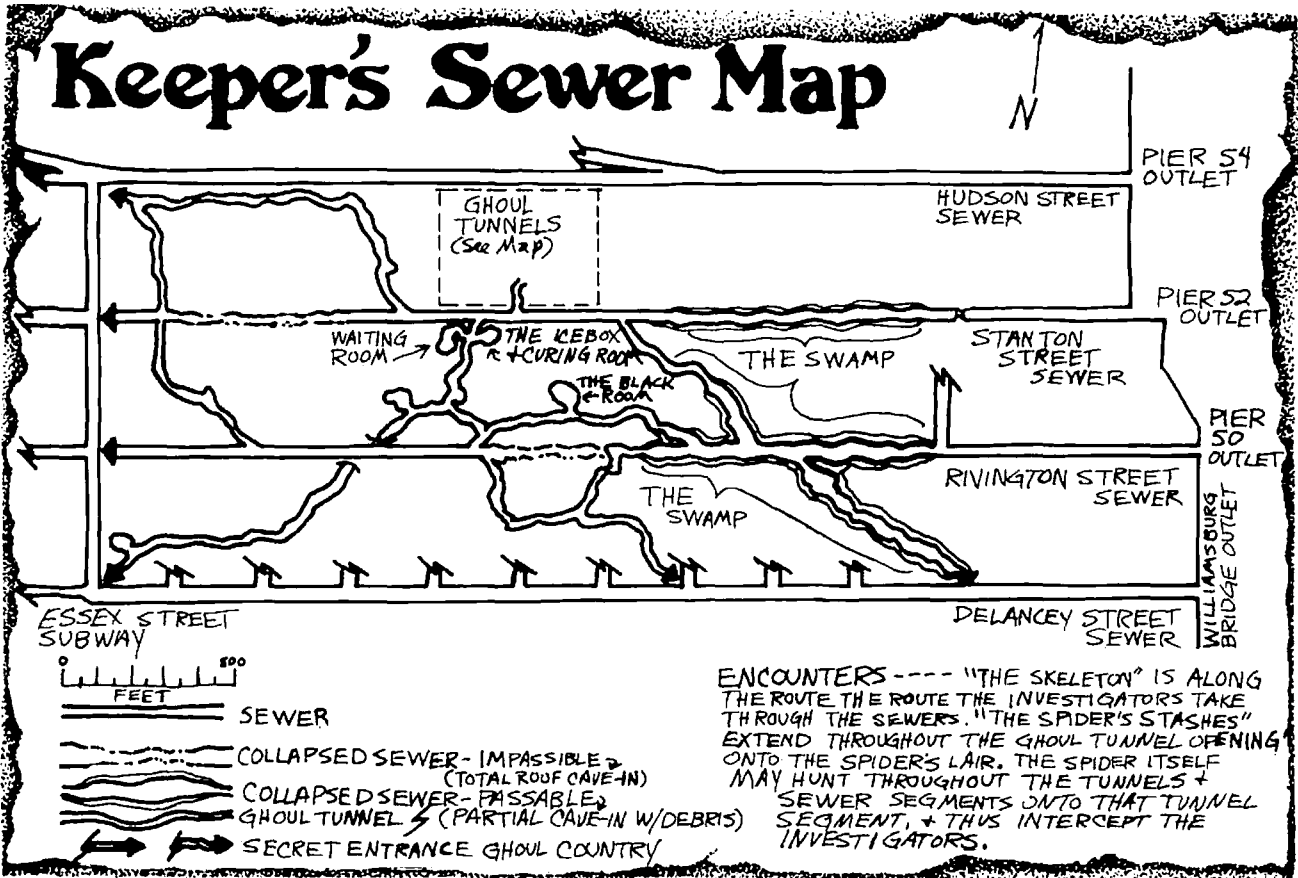 Keeper's Sewer Map
N
PIER 54
OUTLET
HUDSON STREET
SEWER
GHOUL
TUNNELS
(See Map)
PIER 52
OUTLET
WAITING
ROOM
THE ICEBOX
+ CURING ROOM
THE SWAMP
STANTON
STREET
SEWER
THE BLACK
ROOM
PIER
50
OUTLET
RIVINGTON STREET
SEWER
THE
SWAMP
WILLIAMSBURG
BRIDGE OUTLET
ESSEX STREET
SUBWAY
DELANCEY STREET
SEWER
0 800
FEET
SEWER
COLLAPSED SEWER - IMPASSIBLE
(TOTAL ROOF CAVE-IN)
COLLAPSED SEWER - PASSABLE
GHOUL TUNNEL (PARTIAL CAVE-IN W/DEBRIS)
SECRET ENTRANCE GHOUL COUNTRY
ENCOUNTERS ---- "THE SKELETON" IS ALONG
THE ROUTE THE ROUTE THE INVESTIGATORS TAKE
THROUGH THE SEWERS. "THE SPIDER'S STASHES"
EXTEND THROUGHOUT THE GHOUL TUNNEL OPENING
ONTO THE SPIDER'S LAIR. THE SPIDER ITSELF
MAY HUNT THROUGHOUT THE TUNNELS +
SEWER SEGMENTS ONTO THAT TUNNEL
SEGMENT, + THUS INTERCEPT THE
INVESTIGATORS.